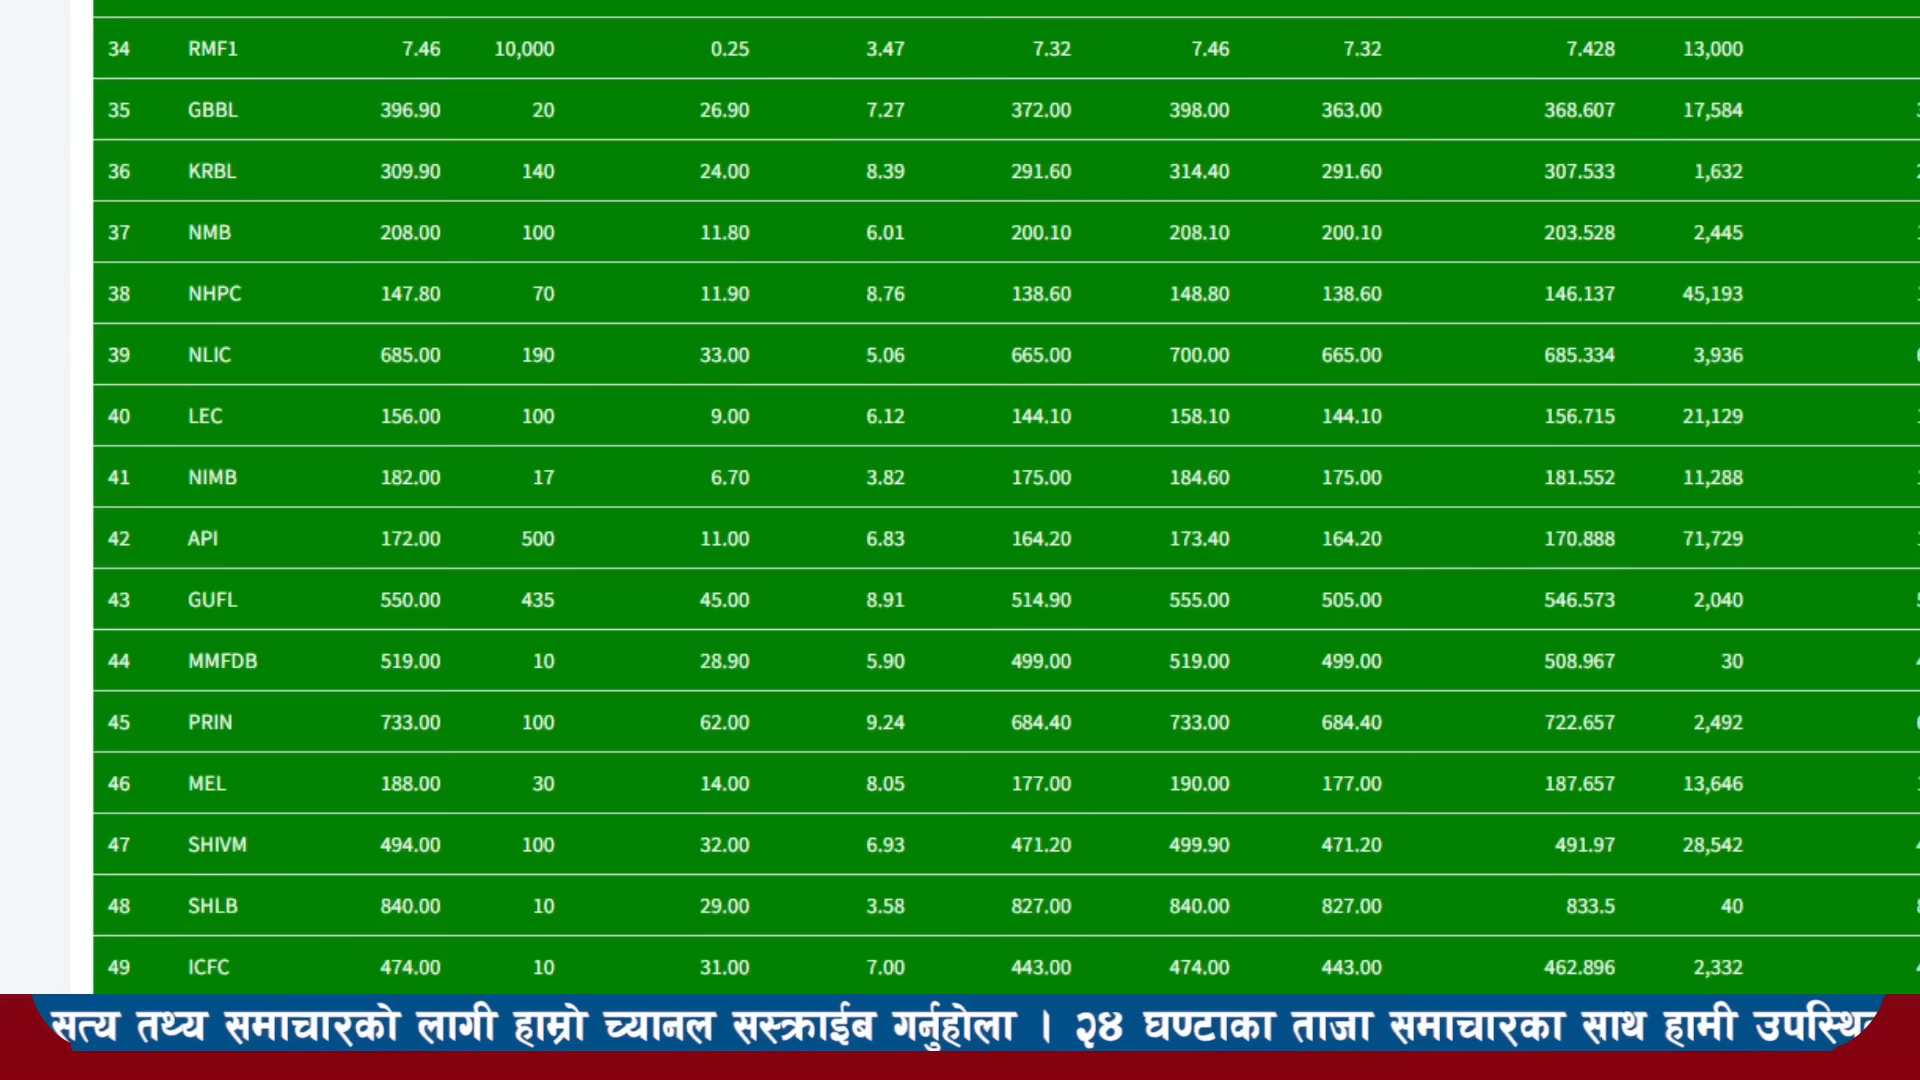 34 RMF1 7.46 10,000 0.25 3.47 7.32 7.46 7.32 7.428 13,000
35 GBBL 396.90 20 26.90 7.27 372.00 398.00 363.00 368.607 17,584
36 KRBL 309.90 140 24.00 8.39 291.60 314.40 291.60 307.533 1,632
37 NMB 208.00 100 11.80 6.01 200.10 208.10 200.10 203.528 2,445
38 NHPC 147.80 70 11.90 8.76 138.60 148.80 138.60 146.137 45,193
39 NLIC 685.00 190 33.00 5.06 665.00 700.00 665.00 685.334 3,936
40 LEC 156.00 100 9.00 6.12 144.10 158.10 144.10 156.715 21,129
41 NIMB 182.00 17 6.70 3.82 175.00 184.60 175.00 181.552 11,288
42 API 172.00 500 11.00 6.83 164.20 173.40 164.20 170.888 71,729
43 GUFL 550.00 435 45.00 8.91 514.90 555.00 505.00 546.573 2,040
44 MMFDB 519.00 10 28.90 5.90 499.00 519.00 499.00 508.967 30
45 PRIN 733.00 100 62.00 9.24 684.40 733.00 684.40 722.657 2,492
46 MEL 188.00 30 14.00 8.05 177.00 190.00 177.00 187.657 13,646
47 SHIVM 494.00 100 32.00 6.93 471.20 499.90 471.20 491.97 28,542
48 SHLB 840.00 10 29.00 3.58 827.00 840.00 827.00 833.5 40
49 ICFC 474.00 10 31.00 7.00 443.00 474.00 443.00 462.896 2,332
सत्य तथ्य समाचारको लागी हाम्रो च्यानल सस्क्राईब गर्नुहोला । २४ घण्टाका ताजा समाचारका साथ हामी